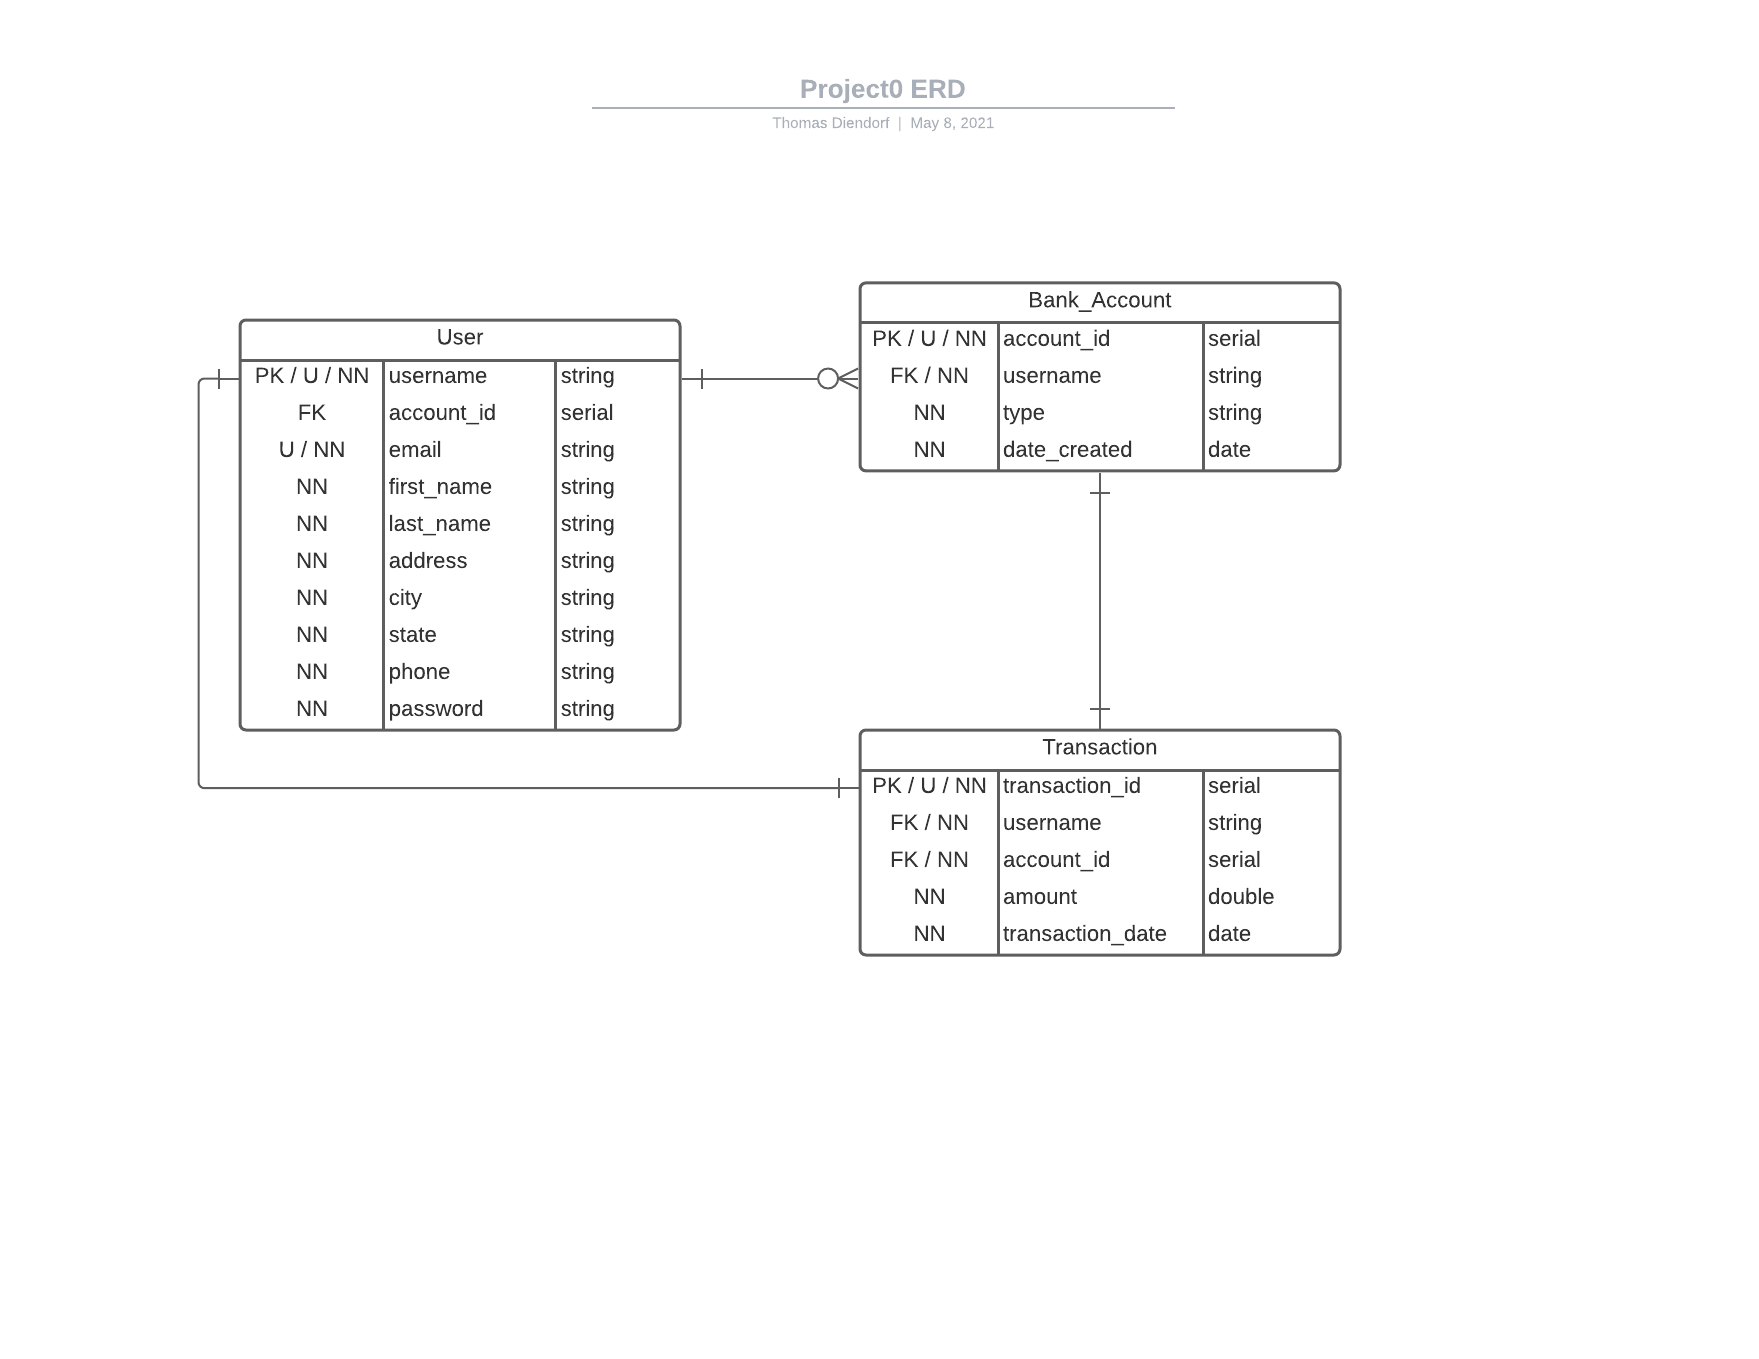 Project0 ERD
Thomas Diendorf | May 8, 2021
User
PK / U / NN username string
FK account_id serial
U / NN email string
NN first_name string
NN last_name string
NN address string
NN city string
NN state string
NN phone string
NN password string
Bank_Account
PK / U / NN account_id serial
FK / NN username string
NN type string
NN date_created date
Transaction
PK / U / NN transaction_id serial
FK / NN username string
FK / NN account_id serial
NN amount double
NN transaction_date date